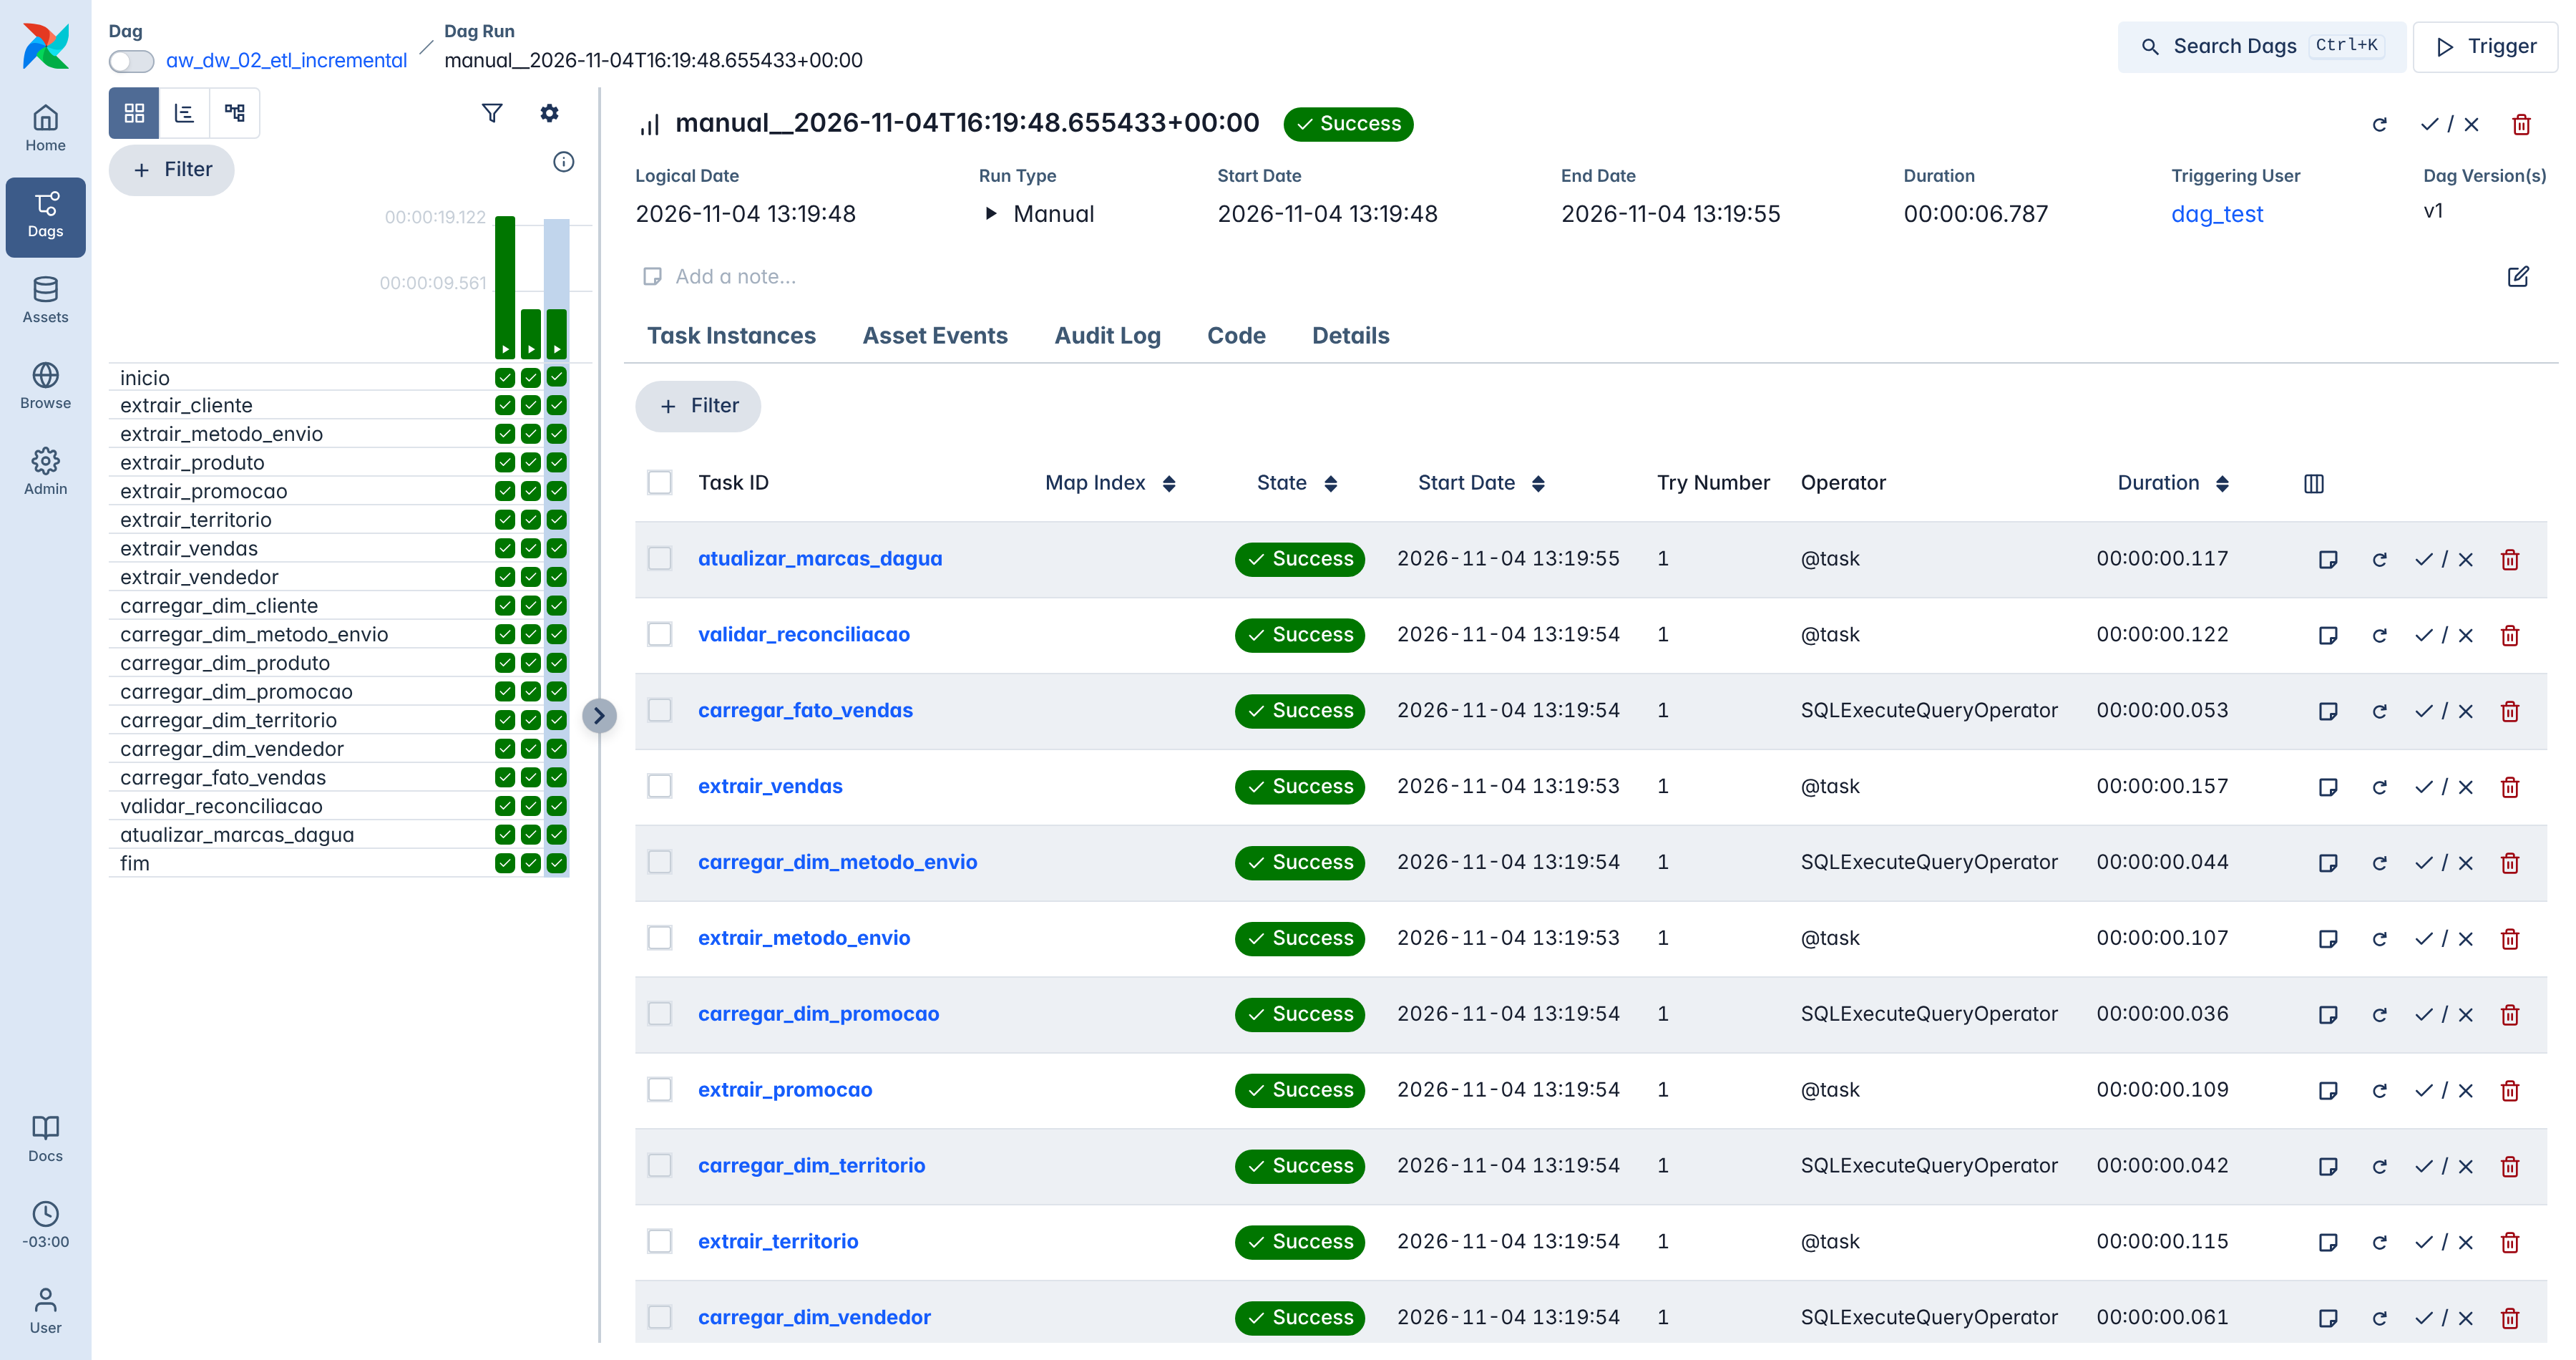 Dag
aw_dw_02_etl_incremental
/
Dag Run
manual__2026-11-04T16:19:48.655433+00:00
Search Dags Ctrl+K
Trigger
Home
Dags
Assets
Browse
Admin
Docs
-03:00
User
Filter
00:00:19.122
00:00:09.561
inicio
extrair_cliente
extrair_metodo_envio
extrair_produto
extrair_promocao
extrair_territorio
extrair_vendas
extrair_vendedor
carregar_dim_cliente
carregar_dim_metodo_envio
carregar_dim_produto
carregar_dim_promocao
carregar_dim_territorio
carregar_dim_vendedor
carregar_fato_vendas
validar_reconciliacao
atualizar_marcas_dagua
fim
manual__2026-11-04T16:19:48.655433+00:00 Success
/
Logical Date Run Type Start Date End Date Duration Triggering User Dag Version(s)
2026-11-04 13:19:48 Manual 2026-11-04 13:19:48 2026-11-04 13:19:55 00:00:06.787 dag_test v1
Add a note...
Task Instances Asset Events Audit Log Code Details
Filter
Task ID Map Index State Start Date Try Number Operator Duration
atualizar_marcas_dagua Success 2026-11-04 13:19:55 1 @task 00:00:00.117 /
validar_reconciliacao Success 2026-11-04 13:19:54 1 @task 00:00:00.122 /
carregar_fato_vendas Success 2026-11-04 13:19:54 1 SQLExecuteQueryOperator 00:00:00.053 /
extrair_vendas Success 2026-11-04 13:19:53 1 @task 00:00:00.157 /
carregar_dim_metodo_envio Success 2026-11-04 13:19:54 1 SQLExecuteQueryOperator 00:00:00.044 /
extrair_metodo_envio Success 2026-11-04 13:19:53 1 @task 00:00:00.107 /
carregar_dim_promocao Success 2026-11-04 13:19:54 1 SQLExecuteQueryOperator 00:00:00.036 /
extrair_promocao Success 2026-11-04 13:19:54 1 @task 00:00:00.109 /
carregar_dim_territorio Success 2026-11-04 13:19:54 1 SQLExecuteQueryOperator 00:00:00.042 /
extrair_territorio Success 2026-11-04 13:19:54 1 @task 00:00:00.115 /
carregar_dim_vendedor Success 2026-11-04 13:19:54 1 SQLExecuteQueryOperator 00:00:00.061 /